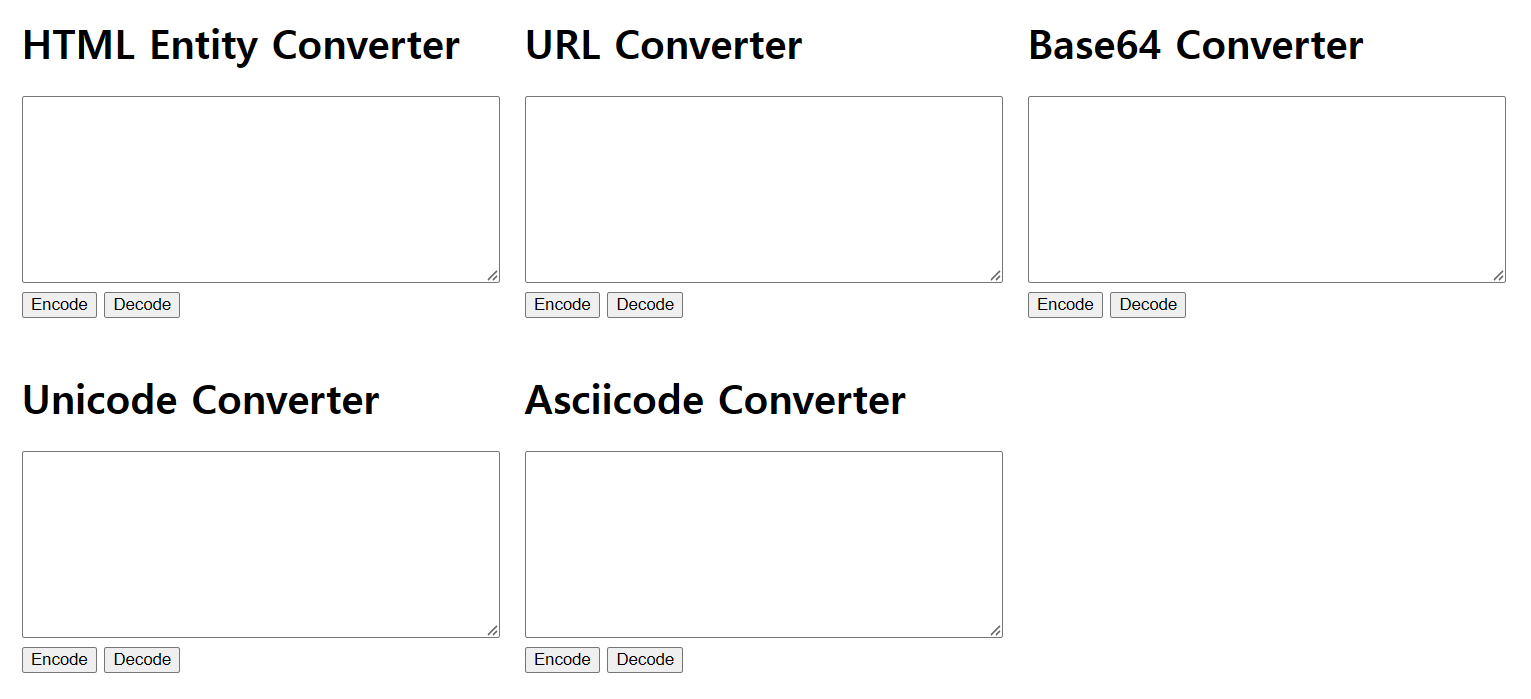 HTML Entity Converter
URL Converter
Base64 Converter
Encode Decode
Encode Decode
Encode Decode
Unicode Converter
Asciicode Converter
Encode Decode
Encode Decode